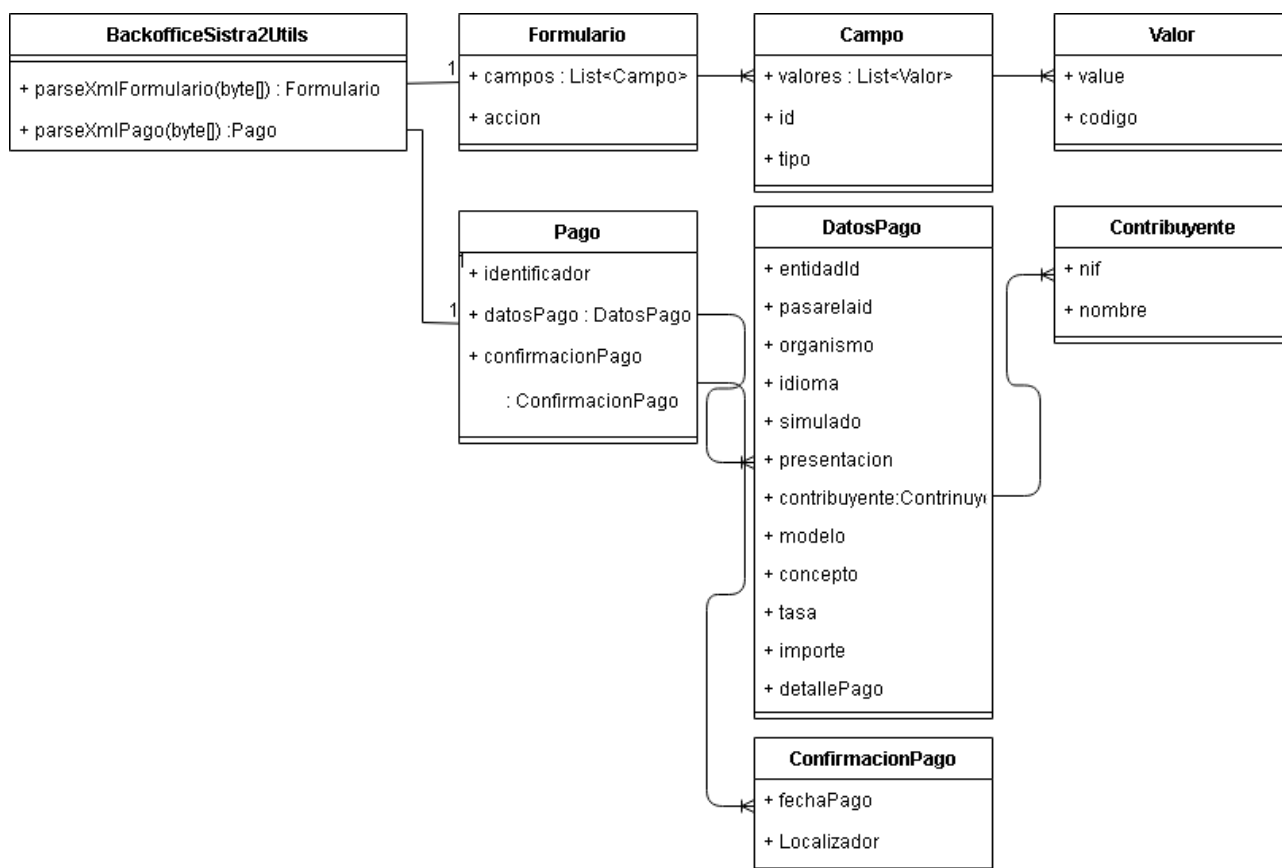 BackofficeSistra2Utils
+ parseXmlFormulario(byte[]) : Formulario
+ parseXmlPago(byte[]) :Pago
1
1
Formulario
+ campos : List<Campo>
+ accion
Campo
+ valores : List<Valor>
+ id
+ tipo
Valor
+ value
+ codigo
Pago
1
+ identificador
+ datosPago : DatosPago
+ confirmacionPago
: ConfirmacionPago
DatosPago
+ entidadId
+ pasarelaid
+ organismo
+ idioma
+ simulado
+ presentacion
+ contribuyente:Contrinuy
+ modelo
+ concepto
+ tasa
+ importe
+ detallePago
Contribuyente
+ nif
+ nombre
ConfirmacionPago
+ fechaPago
+ Localizador